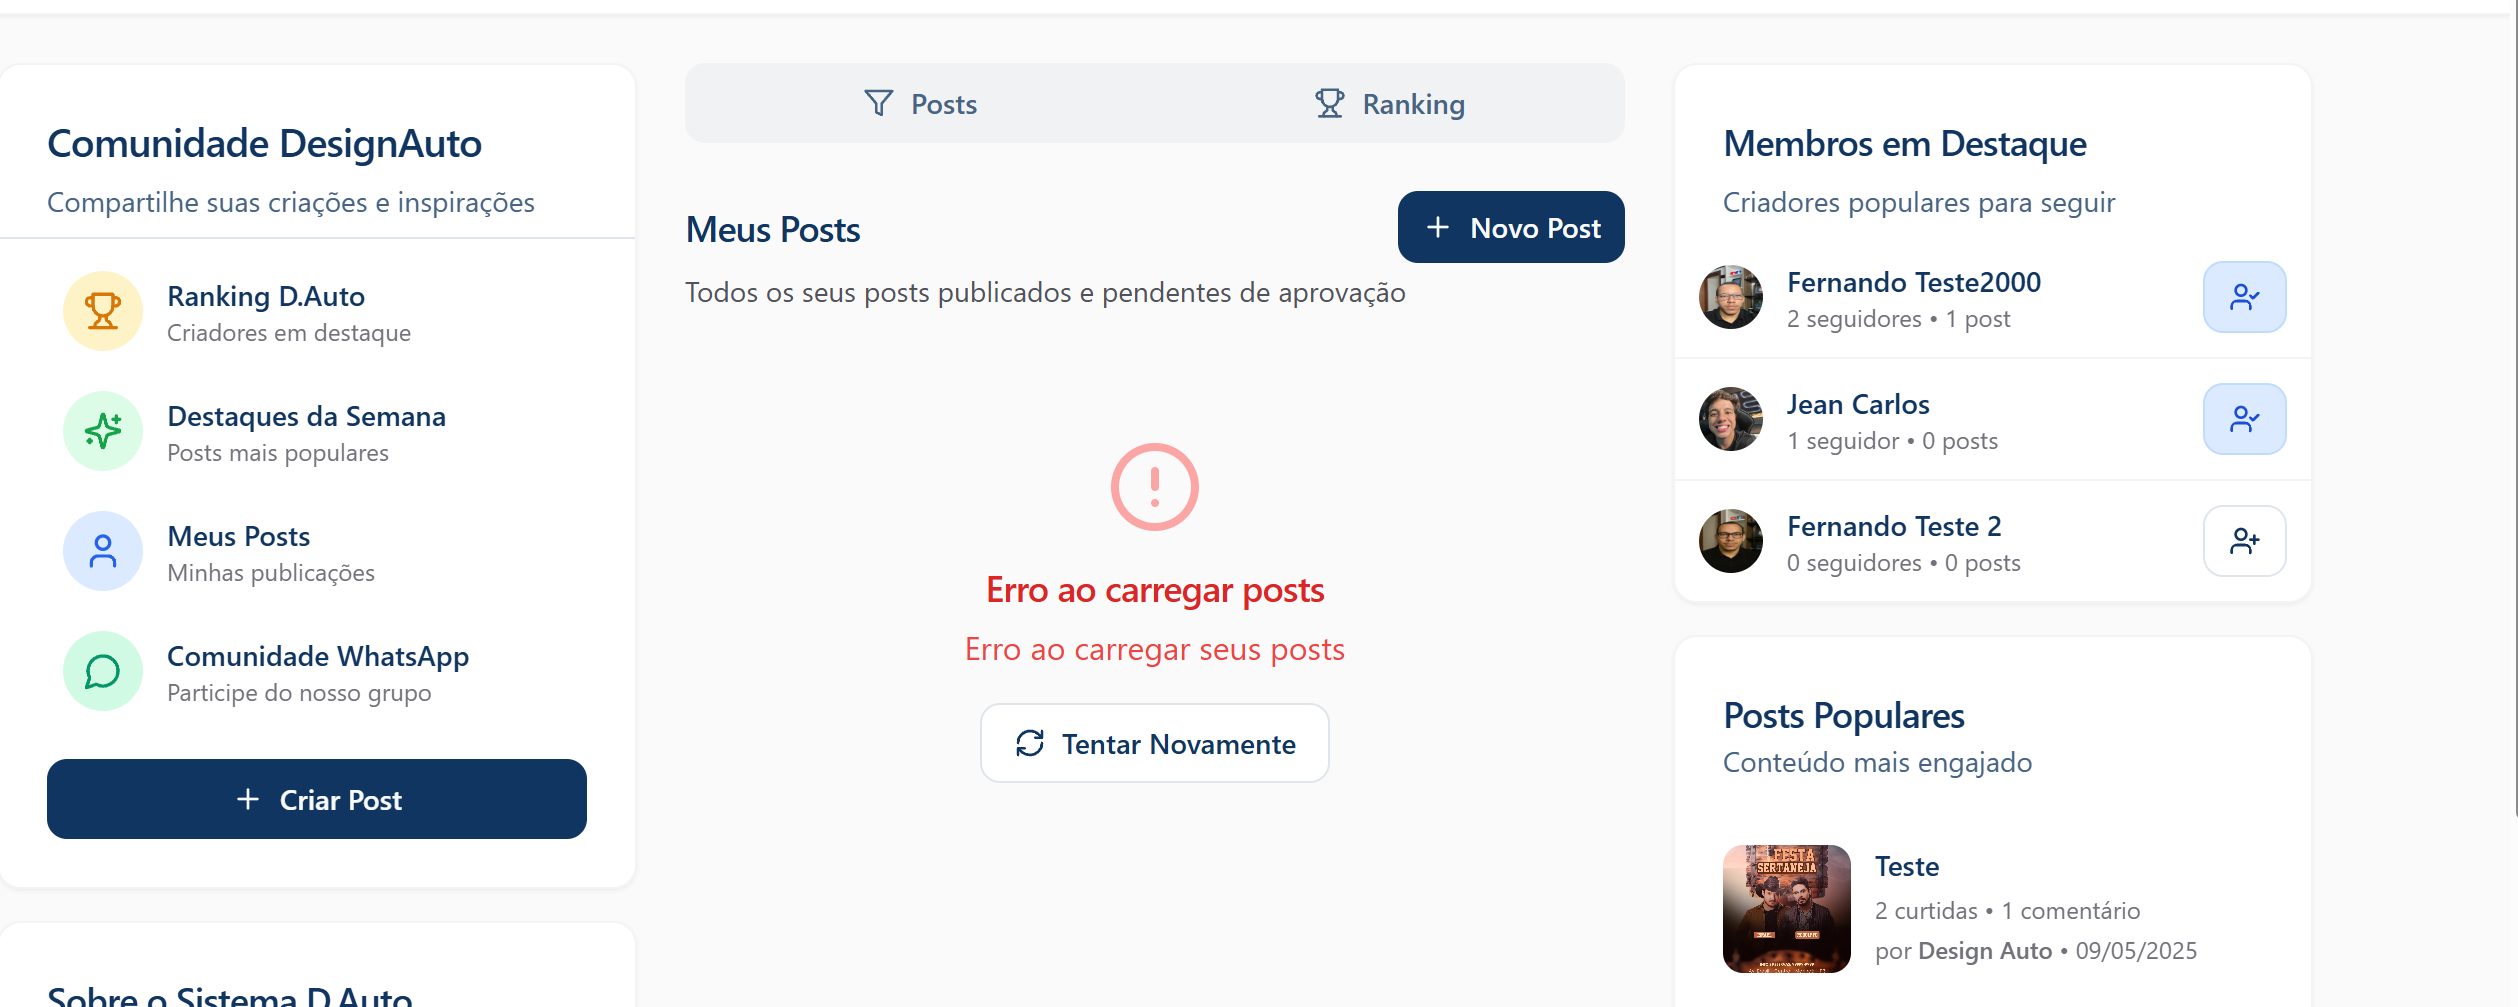 Comunidade DesignAuto
Compartilhe suas criações e inspirações
Ranking D.Auto
Criadores em destaque
Destaques da Semana
Posts mais populares
Meus Posts
Minhas publicações
Comunidade WhatsApp
Participe do nosso grupo
Criar Post
Sobre o Sistema D.Auto
Posts
Ranking
Meus Posts
Novo Post
Todos os seus posts publicados e pendentes de aprovação
Erro ao carregar posts
Erro ao carregar seus posts
Tentar Novamente
Membros em Destaque
Criadores populares para seguir
Fernando Teste2000
2 seguidores • 1 post
Jean Carlos
1 seguidor • 0 posts
Fernando Teste 2
0 seguidores • 0 posts
Posts Populares
Conteúdo mais engajado
FESTA
SERTANEJA
Teste
2 curtidas • 1 comentário
por Design Auto • 09/05/2025